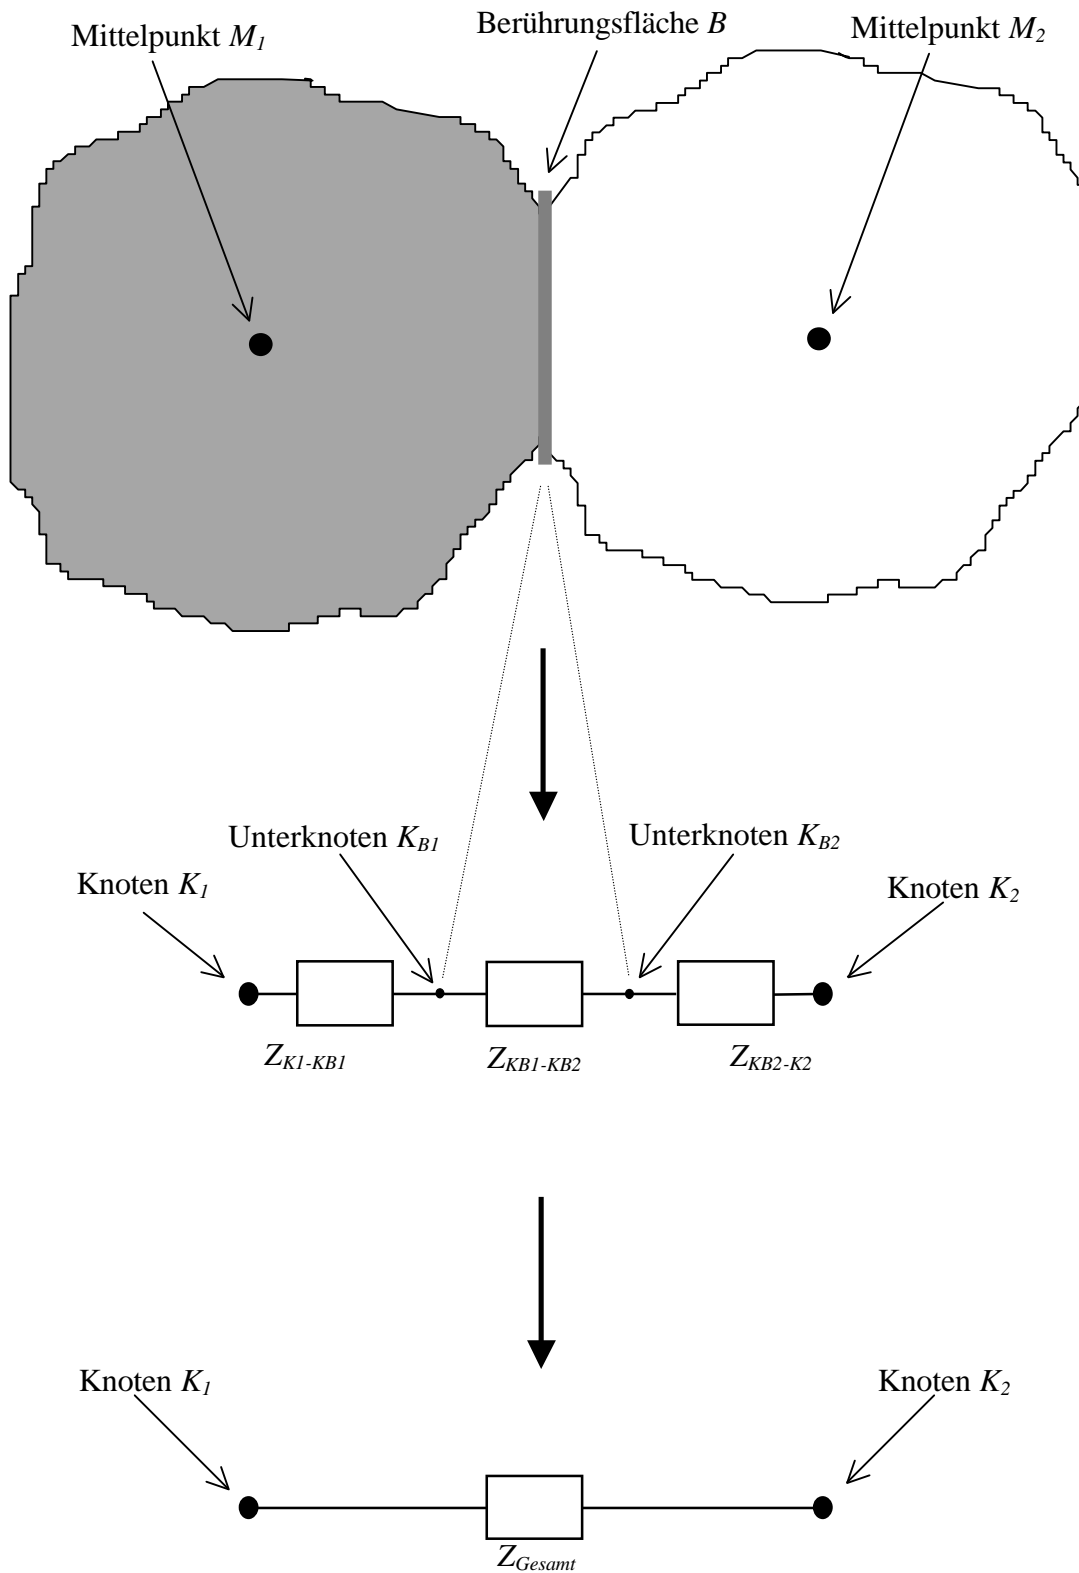 Mittelpunkt M1
Berührungsfläche B
Mittelpunkt M2
Unterknoten KB1
Unterknoten KB2
Knoten K1
Knoten K2
ZK1-KB1
ZKB1-KB2
ZKB2-K2
Knoten K1
Knoten K2
ZGesamt